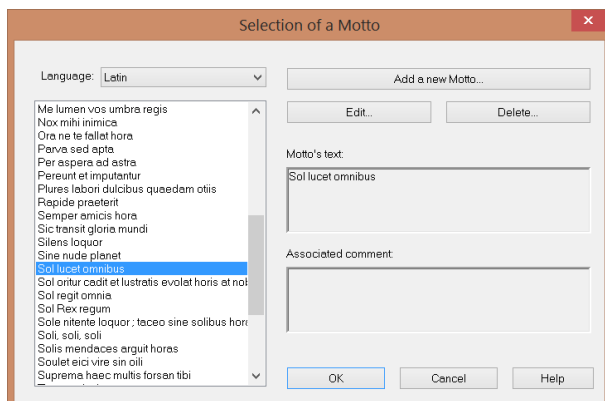 Selection of a Motto
Language: Latin
Add a new Motto...
Edit...
Delete...
Me lumen vos umbra regis
Nox mihi inimica
Ora ne te fallat hora
Parva sed apta
Per aspera ad astra
Pereunt et imputantur
Plures labori dulcibus quaedam otiis
Rapide praeterit
Semper amicis hora
Sic transit gloria mundi
Silens loquor
Sine nude planet
Sol lucet omnibus
Sol oritur cadit et lustratis evolat horis at
Sol regit omnia
Sol Rex regum
Sole nitente loquor ; taceo sine solibus
Soli, soli, soli
Solis mendaces arguit horas
Soulet eici vire sin oili
Suprema haec multis forsan tibi
Motto's text:
Sol lucet omnibus
Associated comment:
OK
Cancel
Help